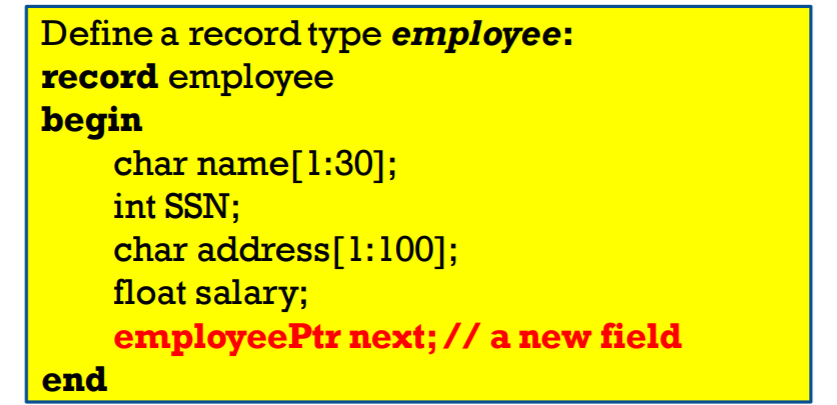 Define a record type employee:
record employee
begin
char name[1:30];
int SSN;
char address[1:100];
float salary;
employeePtr next; // a new field
end